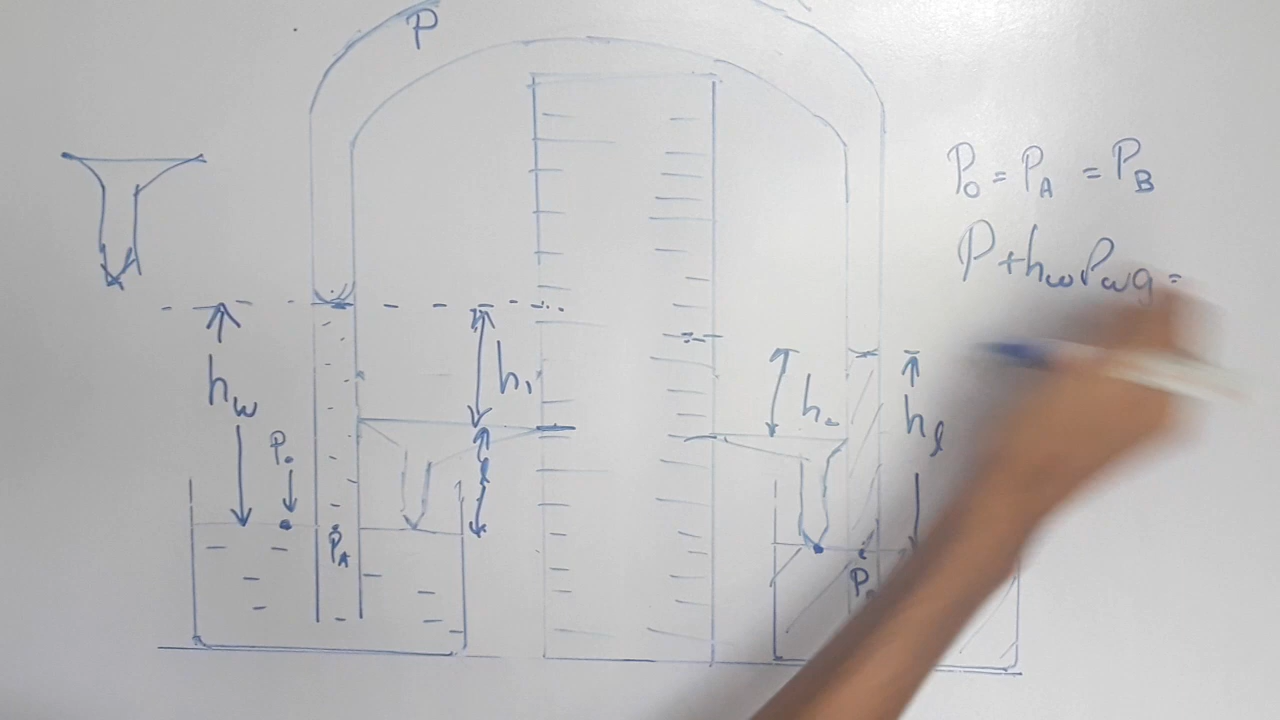 P
P₀ = P_A = P_B
P + h_w ρ_w g =
h_w
h₁
h₂
h_l
P₀
P_A